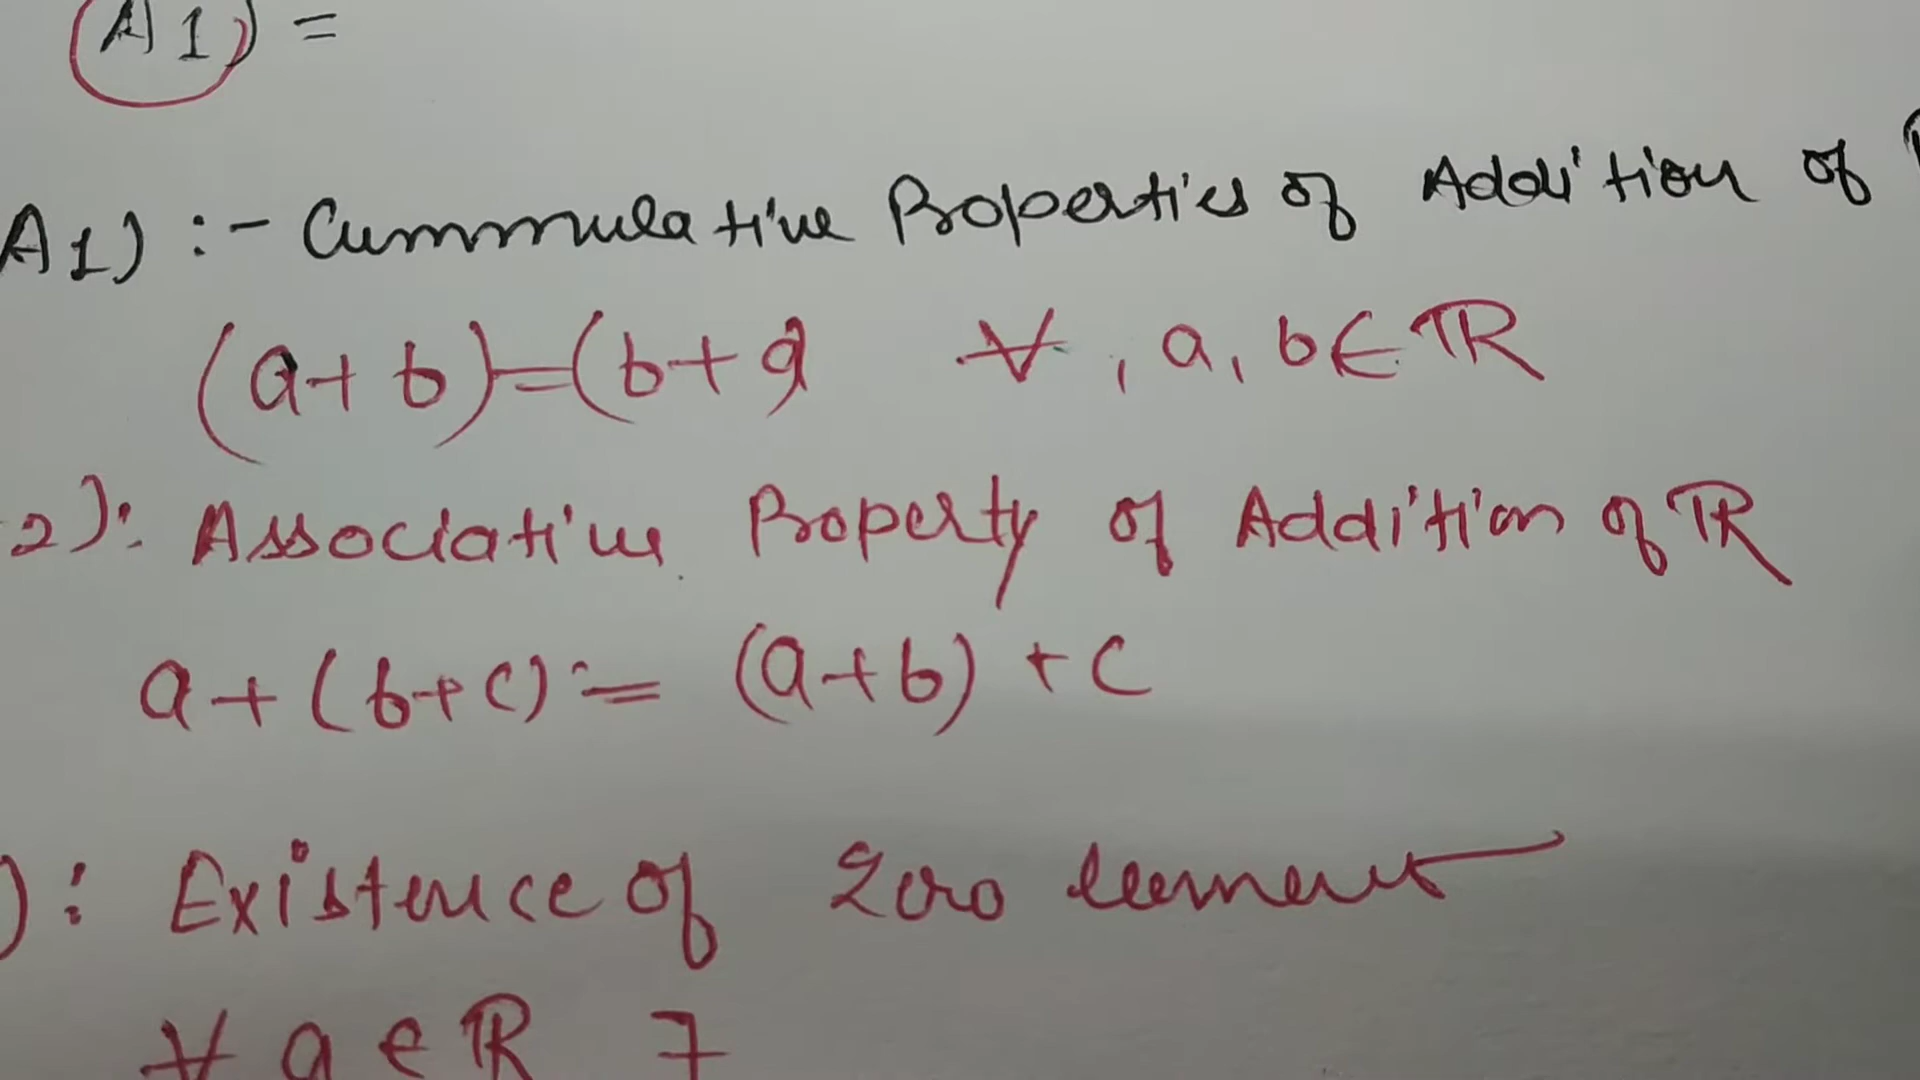 (A1) =
A1) :- Cummulative Properties of Addition of
(a+b)=(b+a) ∀, a, b∈ℝ
2): Associative Property of Addition of ℝ
a+(b+c) = (a+b)+c
): Existence of Zero element
∀ a ∈ ℝ ∃